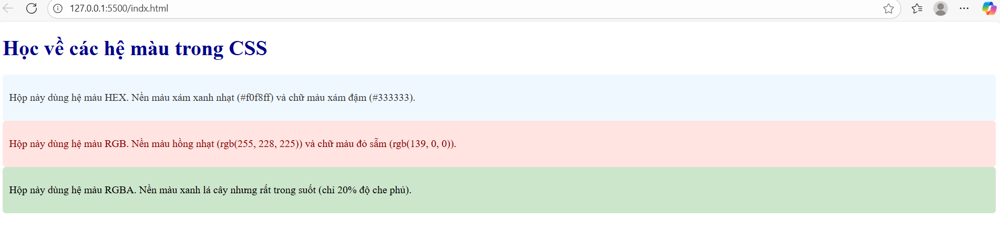 127.0.0.1:5500/indx.html
Học về các hệ màu trong CSS
Hộp này dùng hệ màu HEX. Nền màu xám xanh nhạt (#f0f8ff) và chữ màu xám đậm (#333333).
Hộp này dùng hệ màu RGB. Nền màu hồng nhạt (rgb(255, 228, 225)) và chữ màu đỏ sẫm (rgb(139, 0, 0)).
Hộp này dùng hệ màu RGBA. Nền màu xanh lá cây nhưng rất trong suốt (chỉ 20% độ che phủ).